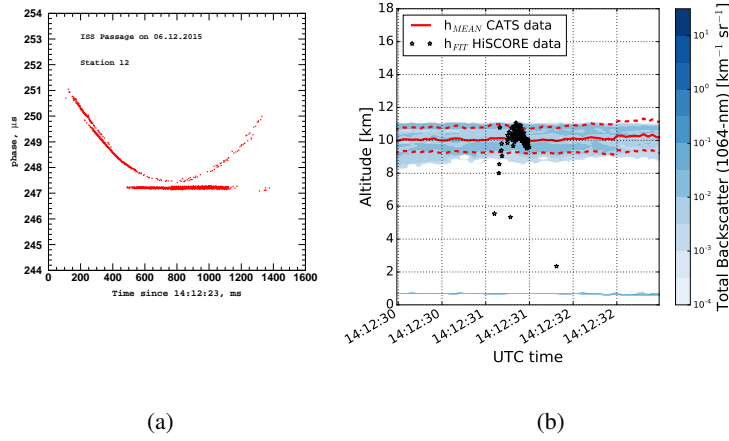 254
253
252
251
250
249
248
247
246
245
244
phase, μs
ISS Passage on 06.12.2015
Station 12
0 200 400 600 800 1000 1200 1400 1600
Time since 14:12:23, ms
(a)
18
16
14
12
10
8
6
4
2
0
Altitude [km]
h_MEAN CATS data
h_FIT HiSCORE data
14:12:30 14:12:30 14:12:31 14:12:31 14:12:32 14:12:32
UTC time
10^1
10^0
10^-1
10^-2
10^-3
10^-4
Total Backscatter (1064-nm) [km^-1 sr^-1]
(b)